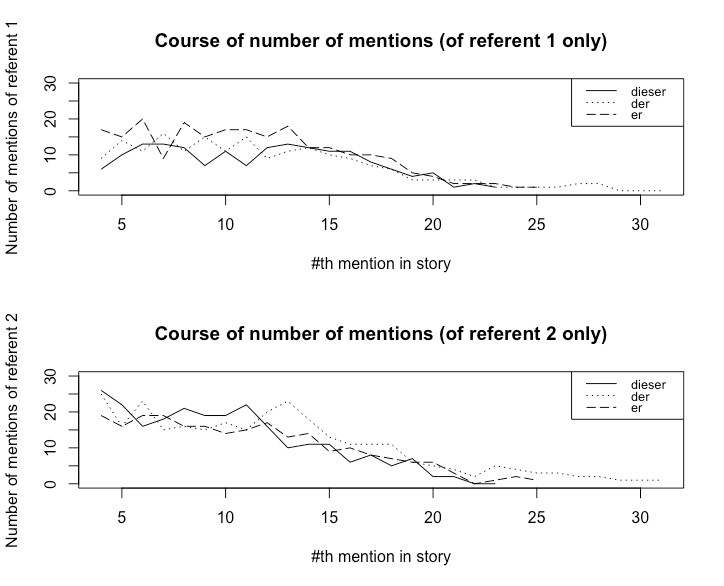 Course of number of mentions (of referent 1 only)
Number of mentions of referent 1
30
20
10
0
dieser
der
er
5 10 15 20 25 30
#th mention in story
Course of number of mentions (of referent 2 only)
Number of mentions of referent 2
30
20
10
0
dieser
der
er
5 10 15 20 25 30
#th mention in story